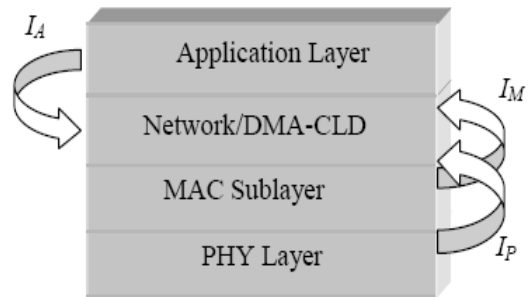 I_A
Application Layer
I_M
Network/DMA-CLD
MAC Sublayer
PHY Layer
I_P